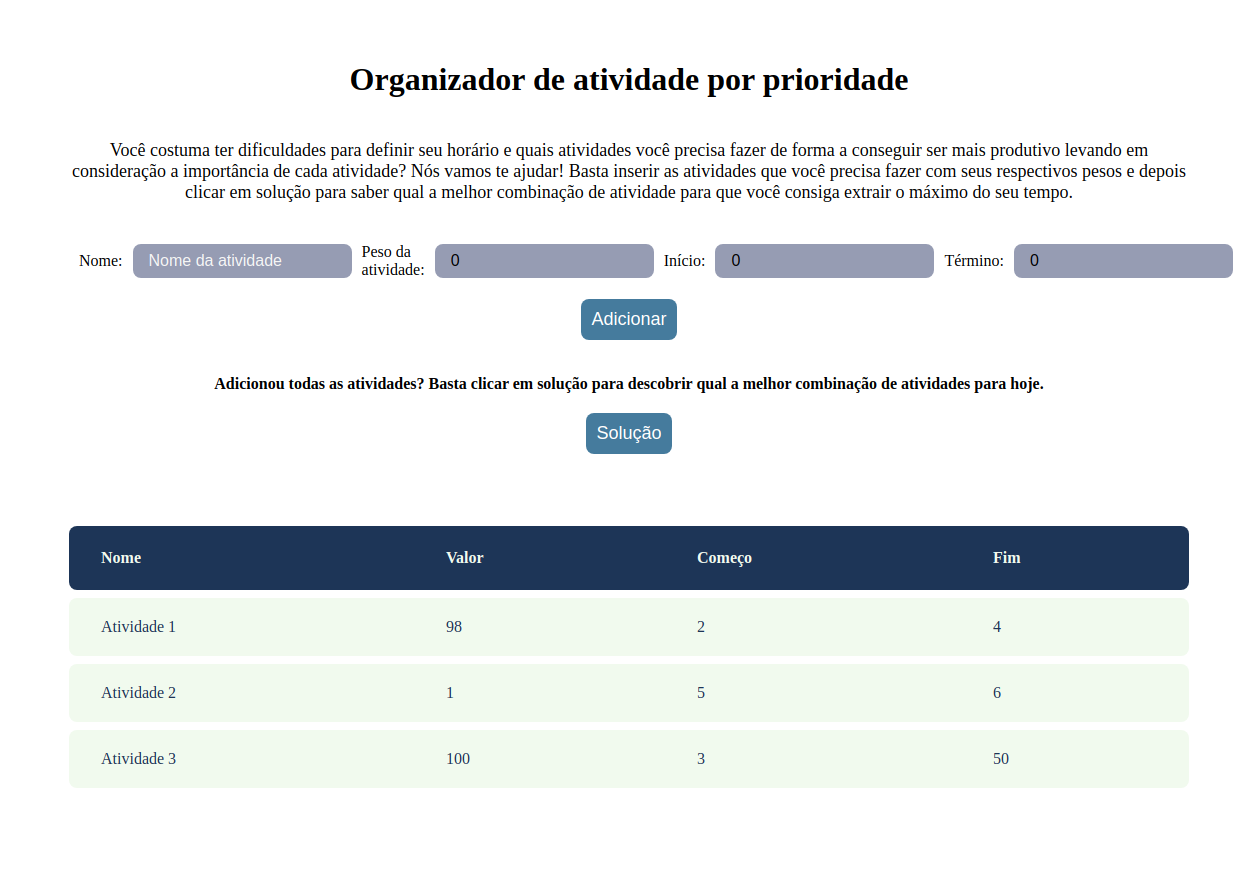 Organizador de atividade por prioridade
Você costuma ter dificuldades para definir seu horário e quais atividades você precisa fazer de forma a conseguir ser mais produtivo levando em
consideração a importância de cada atividade? Nós vamos te ajudar! Basta inserir as atividades que você precisa fazer com seus respectivos pesos e depois
clicar em solução para saber qual a melhor combinação de atividade para que você consiga extrair o máximo do seu tempo.
Nome: Nome da atividade Peso da atividade: 0 Início: 0 Término: 0
Adicionar
Adicionou todas as atividades? Basta clicar em solução para descobrir qual a melhor combinação de atividades para hoje.
Solução
Nome Valor Começo Fim
Atividade 1 98 2 4
Atividade 2 1 5 6
Atividade 3 100 3 50